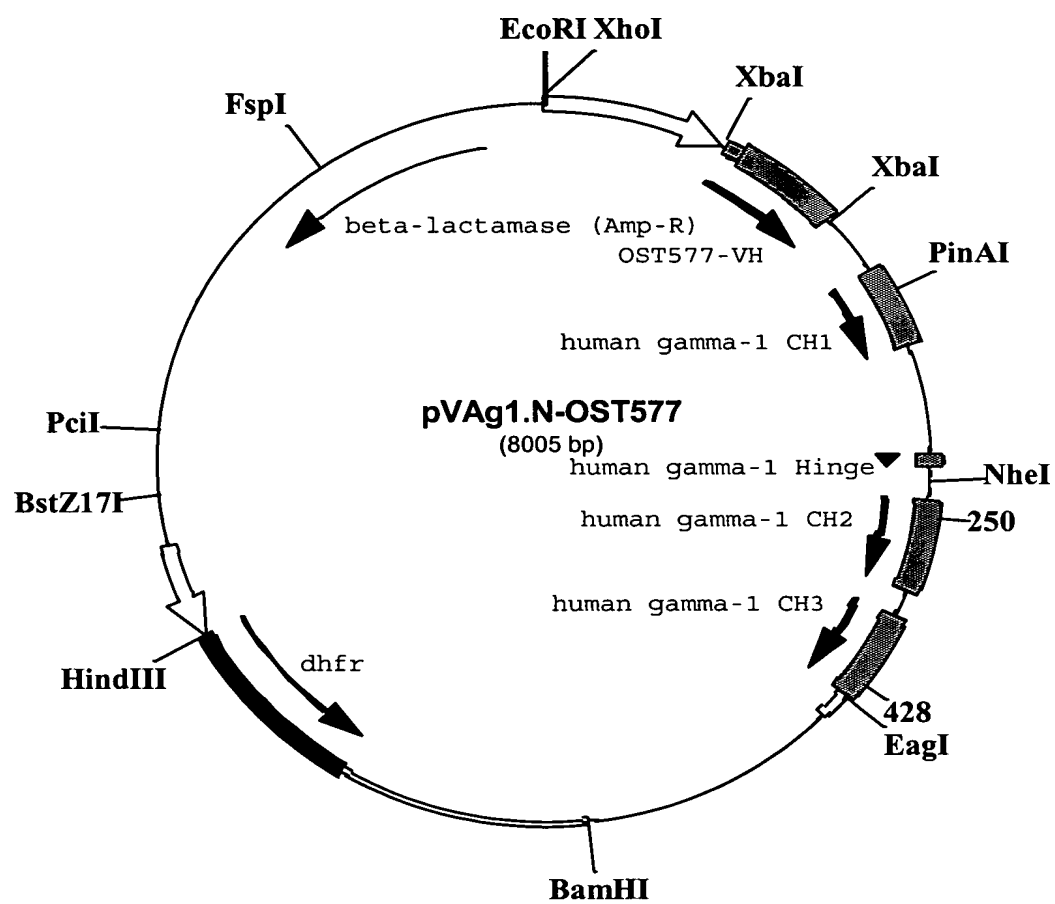 EcoRI XhoI
XbaI
FspI
XbaI
beta-lactamase (Amp-R)
OST577-VH
PinAI
human gamma-1 CH1
pVAg1.N-OST577
(8005 bp)
PciI
human gamma-1 Hinge
NheI
BstZ17I
human gamma-1 CH2
250
human gamma-1 CH3
dhfr
HindIII
428
EagI
BamHI